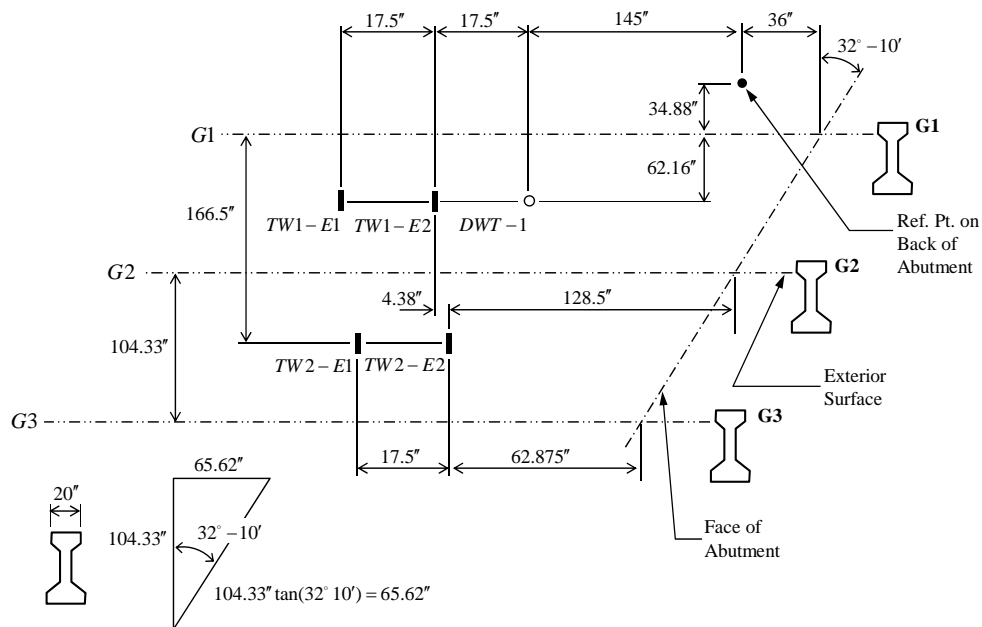 17.5″ 17.5″ 145″ 36″
32° –10′
34.88″
G1 G1
62.16″
166.5″
TW1 – E1 TW1 – E2 DWT – 1
Ref. Pt. on
Back of
Abutment
G2 G2
4.38″ 128.5″
104.33″
TW2 – E1 TW2 – E2
Exterior
Surface
G3 G3
17.5″ 62.875″
65.62″
20″
104.33″ 32° –10′
Face of
Abutment
104.33″ tan(32° 10′) = 65.62″